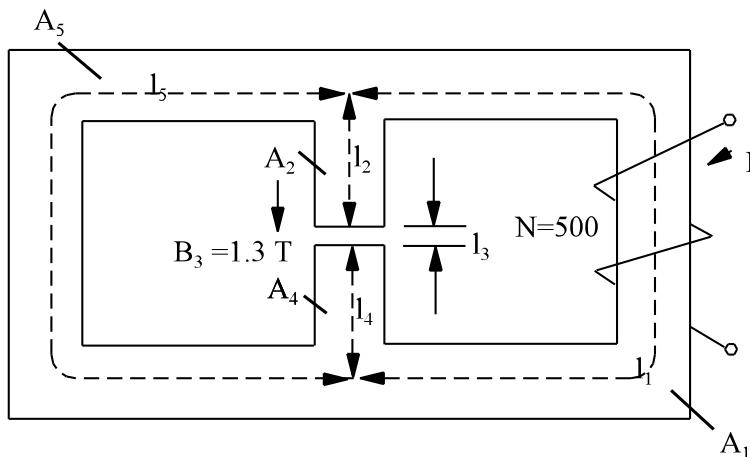 A₅
l₅
A₂
l₂
I
B₃ =1.3 T
N=500
l₃
A₄
l₄
l₁
A₁